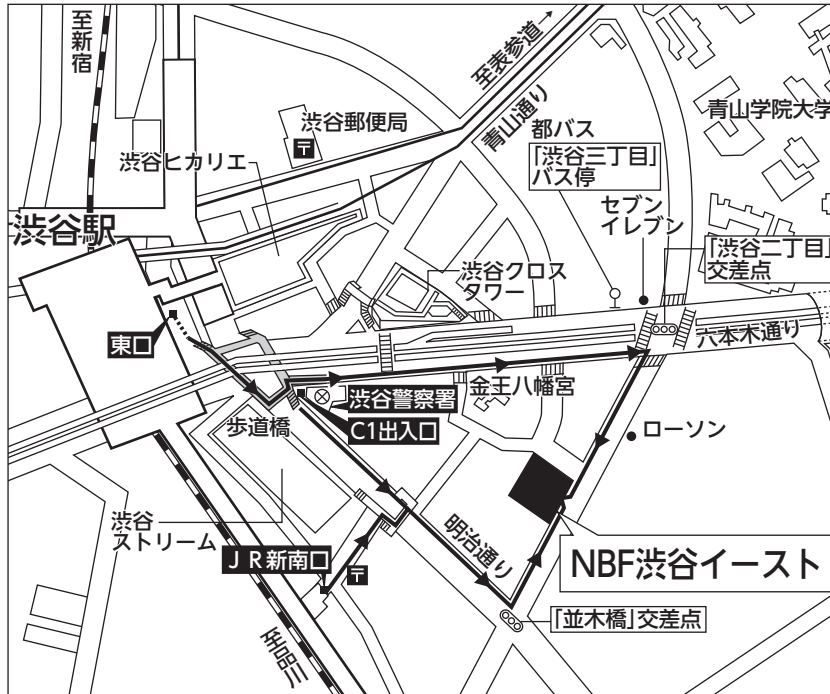 至新宿
至表参道
青山通り
渋谷郵便局
〒
都バス
「渋谷三丁目」
バス停
青山学院大学
渋谷ヒカリエ
セブン
イレブン
渋谷駅
渋谷クロス
タワー
「渋谷二丁目」
交差点
東口
六本木通り
金王八幡宮
渋谷警察署
C1出入口
歩道橋
ローソン
渋谷
ストリーム
明治通り
JR新南口
〒
NBF渋谷イースト
「並木橋」交差点
至品川